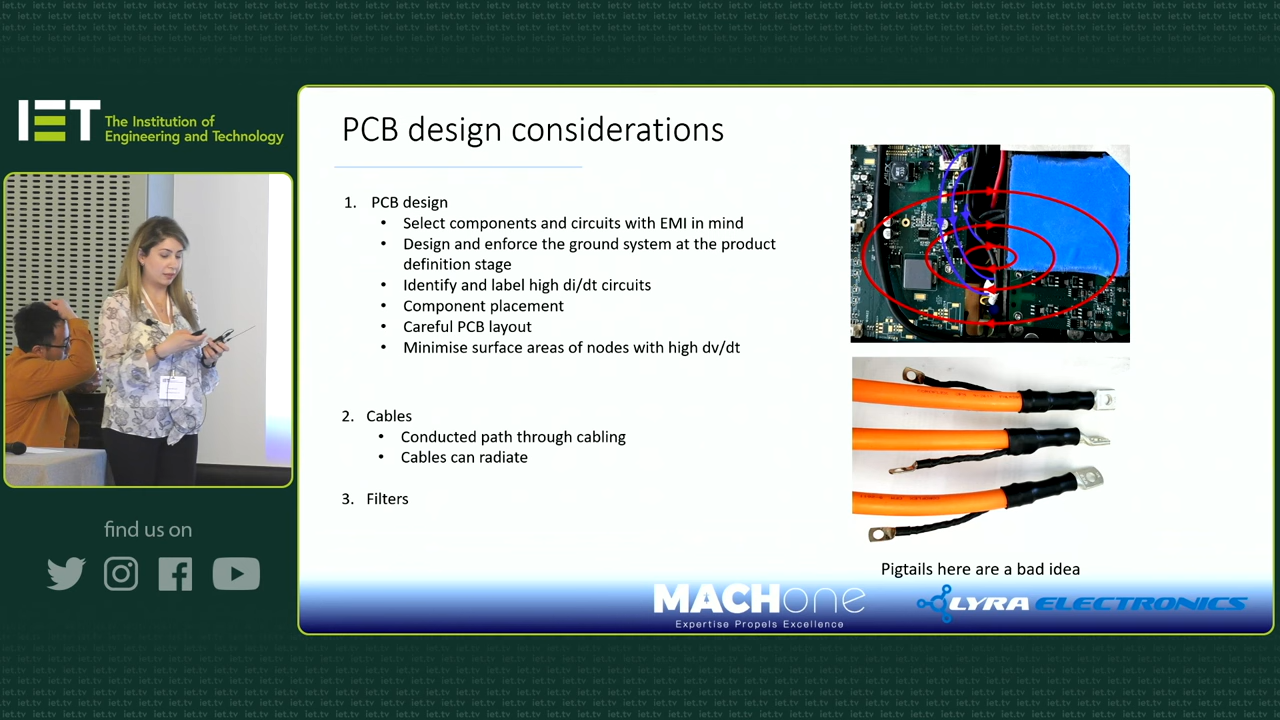 IET The Institution of
Engineering and Technology
PCB design considerations
1. PCB design
• Select components and circuits with EMI in mind
• Design and enforce the ground system at the product
definition stage
• Identify and label high di/dt circuits
• Component placement
• Careful PCB layout
• Minimise surface areas of nodes with high dv/dt
2. Cables
• Conducted path through cabling
• Cables can radiate
3. Filters
Pigtails here are a bad idea
find us on
MACHone
Expertise Propels Excellence
LYRA ELECTRONICS